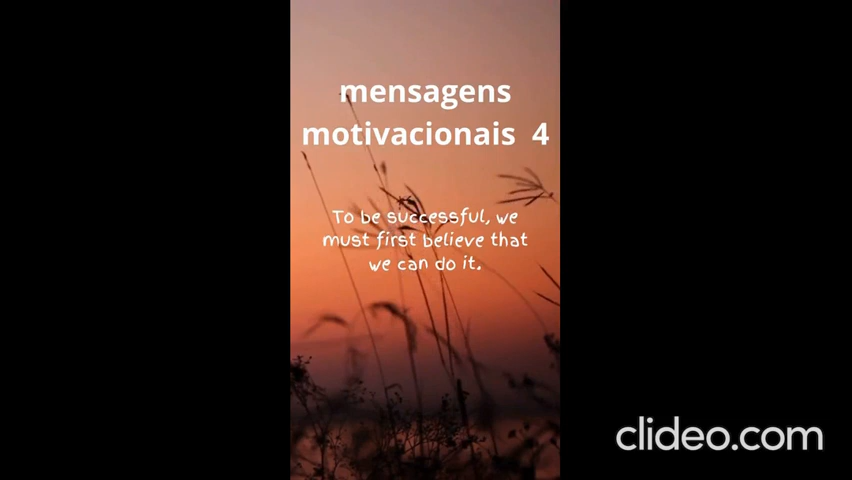 mensagens
motivacionais 4
To be successful, we
must first believe that
we can do it.
clideo.com